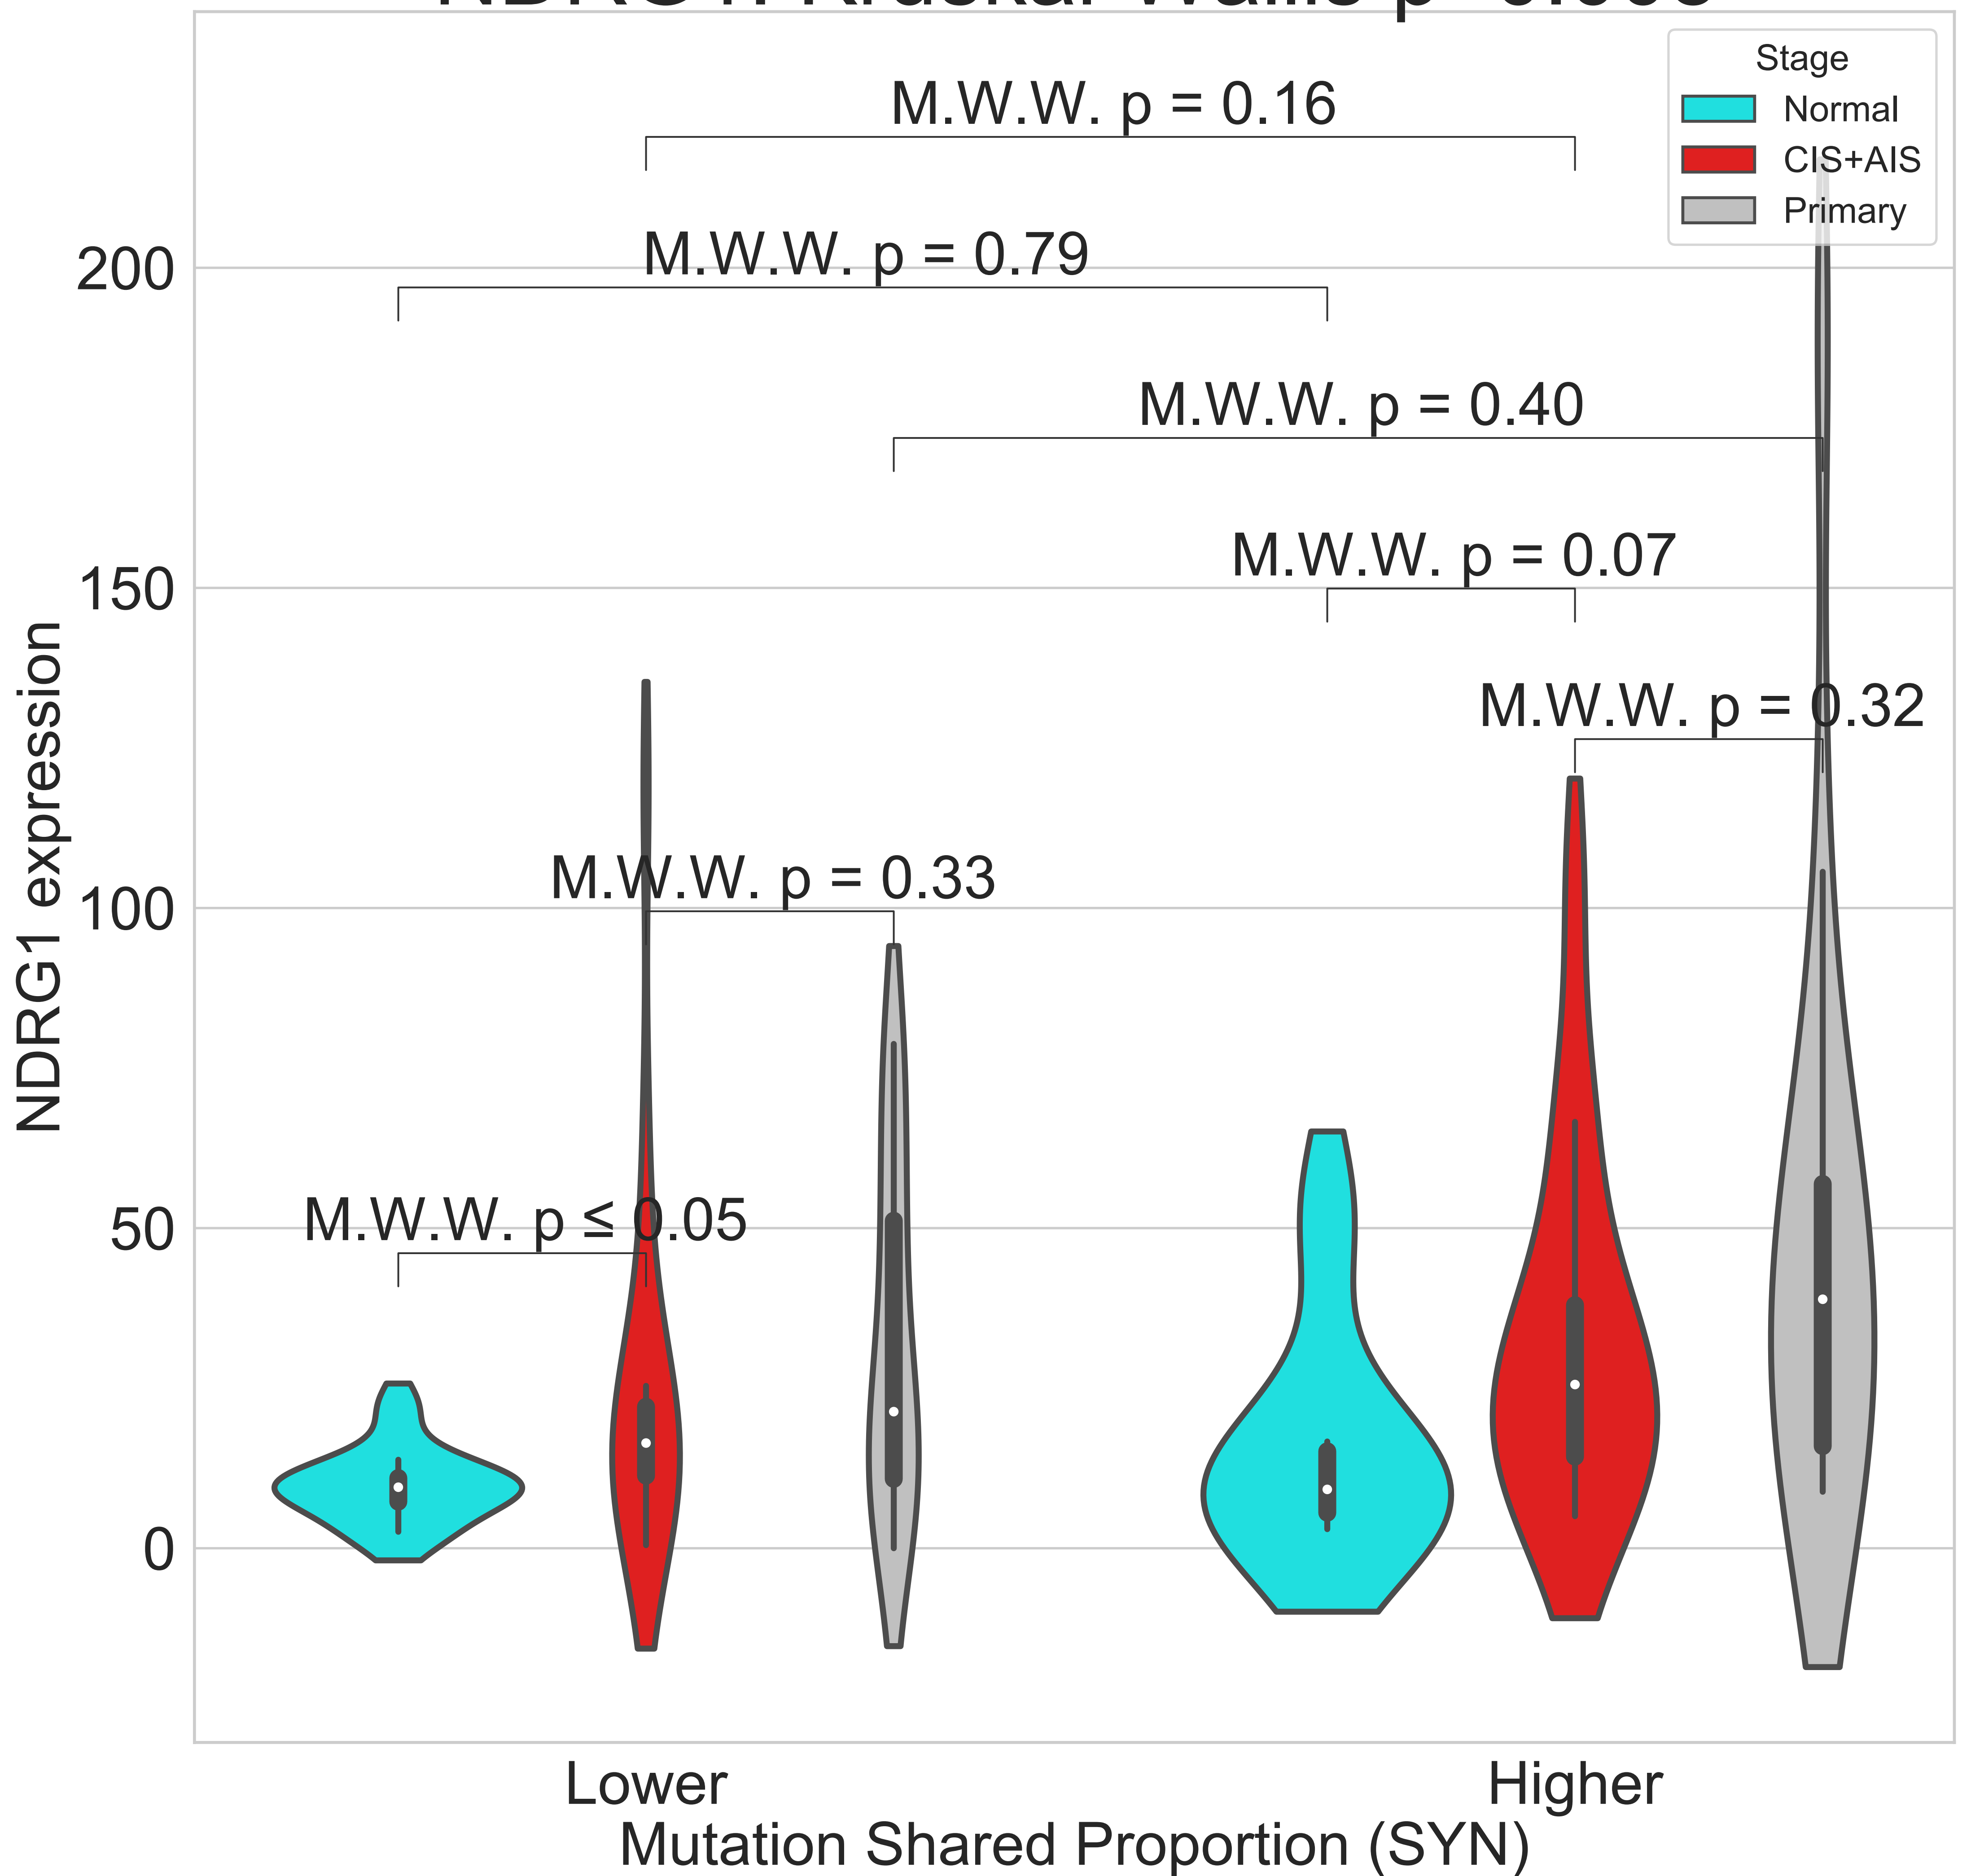 Stage
Normal
CIS+AIS
Primary
M.W.W. p = 0.16
M.W.W. p = 0.79
M.W.W. p = 0.40
M.W.W. p = 0.07
M.W.W. p = 0.32
M.W.W. p = 0.33
M.W.W. p ≤ 0.05
200
150
100
50
0
NDRG1 expression
Lower
Higher
Mutation Shared Proportion (SYN)